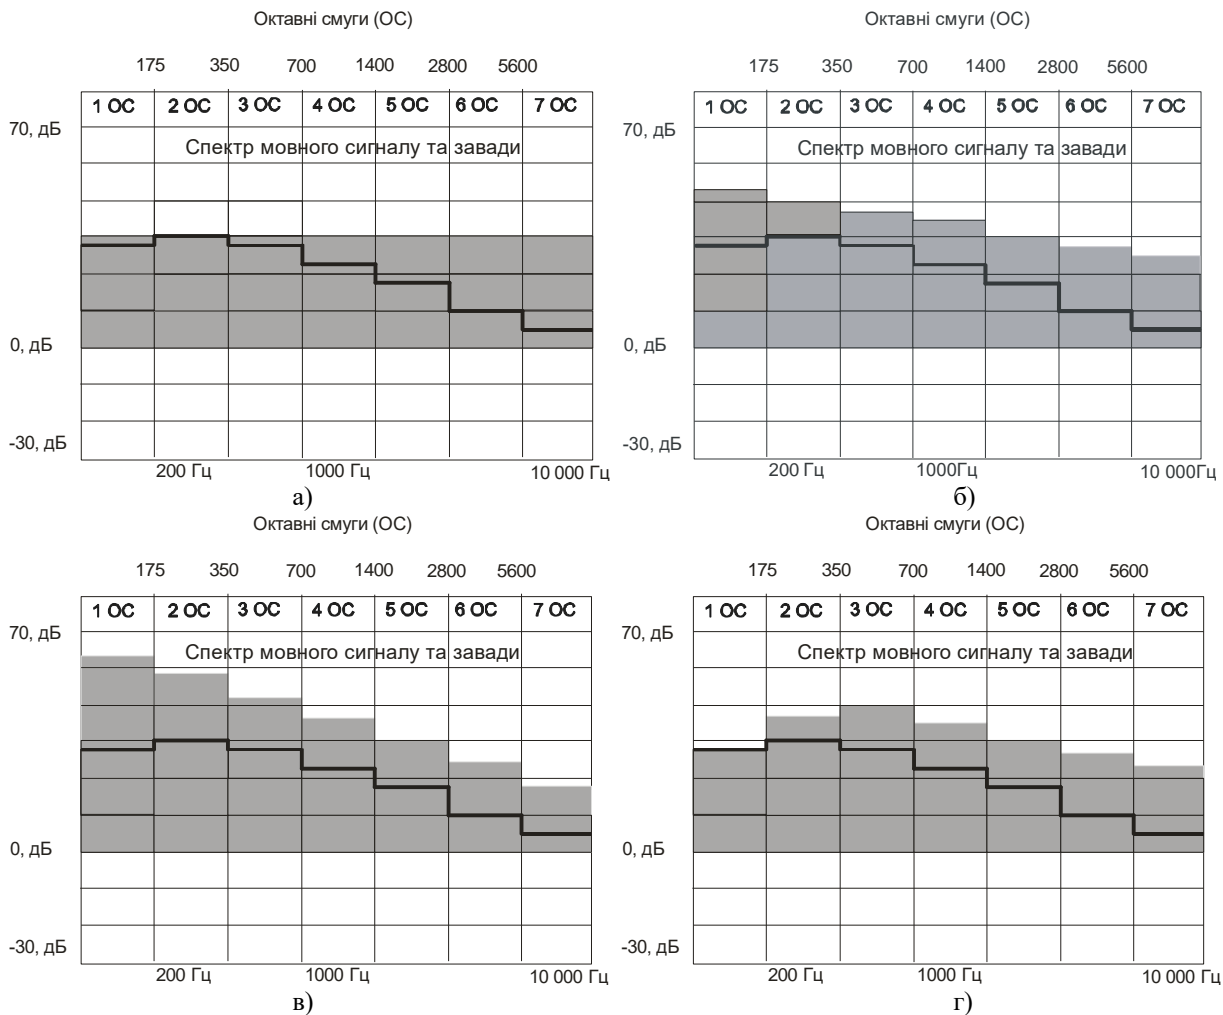 Октавні смуги (ОС)
175 350 700 1400 2800 5600
1 ОС 2 ОС 3 ОС 4 ОС 5 ОС 6 ОС 7 ОС
70, дБ
Спектр мовного сигналу та завади
0, дБ
-30, дБ
200 Гц 1000 Гц 10 000 Гц
а)
Октавні смуги (ОС)
175 350 700 1400 2800 5600
1 ОС 2 ОС 3 ОС 4 ОС 5 ОС 6 ОС 7 ОС
70, дБ
Спектр мовного сигналу та завади
0, дБ
-30, дБ
200 Гц 1000Гц 10 000Гц
б)
Октавні смуги (ОС)
175 350 700 1400 2800 5600
1 ОС 2 ОС 3 ОС 4 ОС 5 ОС 6 ОС 7 ОС
70, дБ
Спектр мовного сигналу та завади
0, дБ
-30, дБ
200 Гц 1000 Гц 10 000 Гц
в)
Октавні смуги (ОС)
175 350 700 1400 2800 5600
1 ОС 2 ОС 3 ОС 4 ОС 5 ОС 6 ОС 7 ОС
70, дБ
Спектр мовного сигналу та завади
0, дБ
-30, дБ
200 Гц 1000 Гц 10 000 Гц
г)